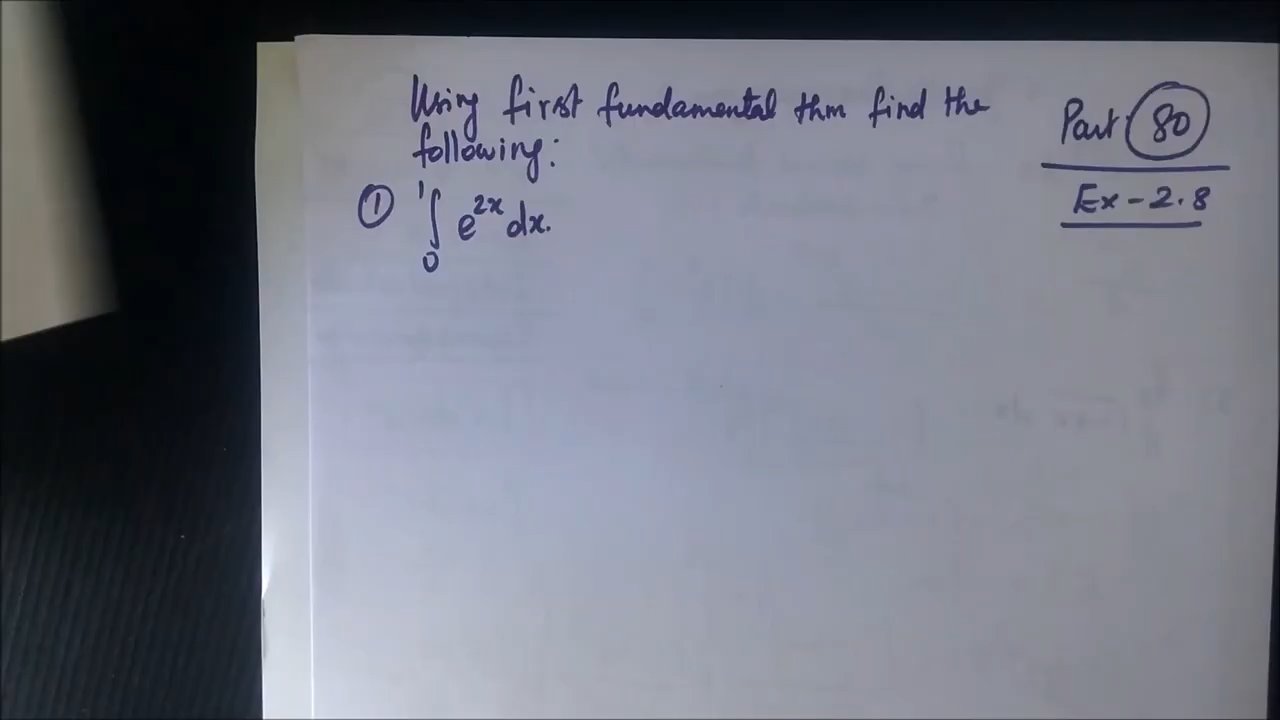 Using first fundamental thm find the
following:
① ∫₀¹ e^{2x} dx.
Part 80
Ex-2.8